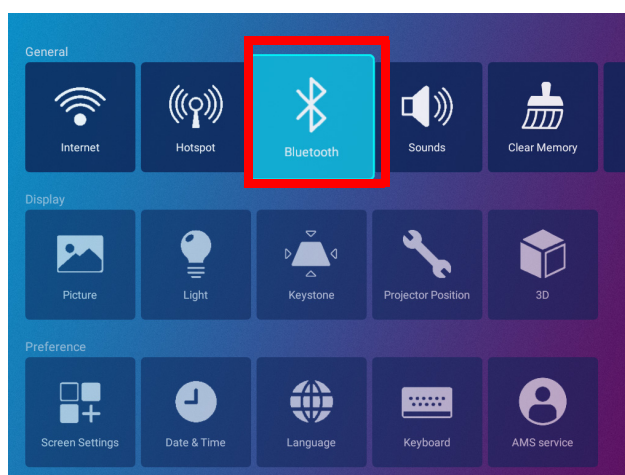 General
Internet
Hotspot
Bluetooth
Sounds
Clear Memory
Display
Picture
Light
Keystone
Projector Position
3D
Preference
Screen Settings
Date & Time
Language
Keyboard
AMS service